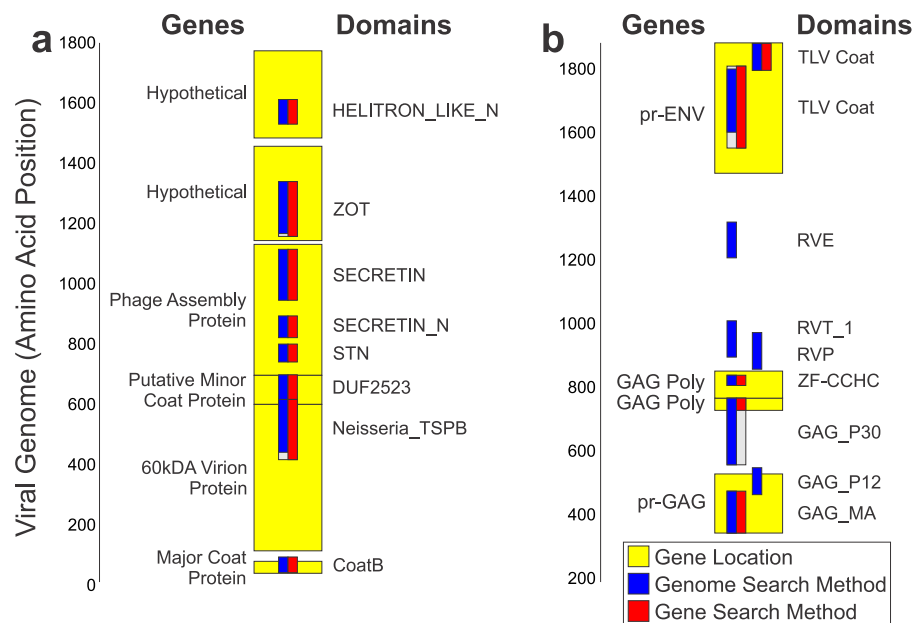 a
Genes
Domains
Viral Genome (Amino Acid Position)
1800
1600
1400
1200
1000
800
600
400
200
0
Hypothetical
HELITRON_LIKE_N
Hypothetical
ZOT
SECRETIN
Phage Assembly
Protein
SECRETIN_N
STN
Putative Minor
Coat Protein
DUF2523
Neisseria_TSPB
60kDA Virion
Protein
Major Coat
Protein
CoatB
b
Genes
Domains
1800
1600
1400
1200
1000
800
600
400
200
TLV Coat
pr-ENV
TLV Coat
RVE
RVT_1
RVP
GAG Poly
ZF-CCHC
GAG Poly
GAG_P30
GAG_P12
pr-GAG
GAG_MA
Gene Location
Genome Search Method
Gene Search Method